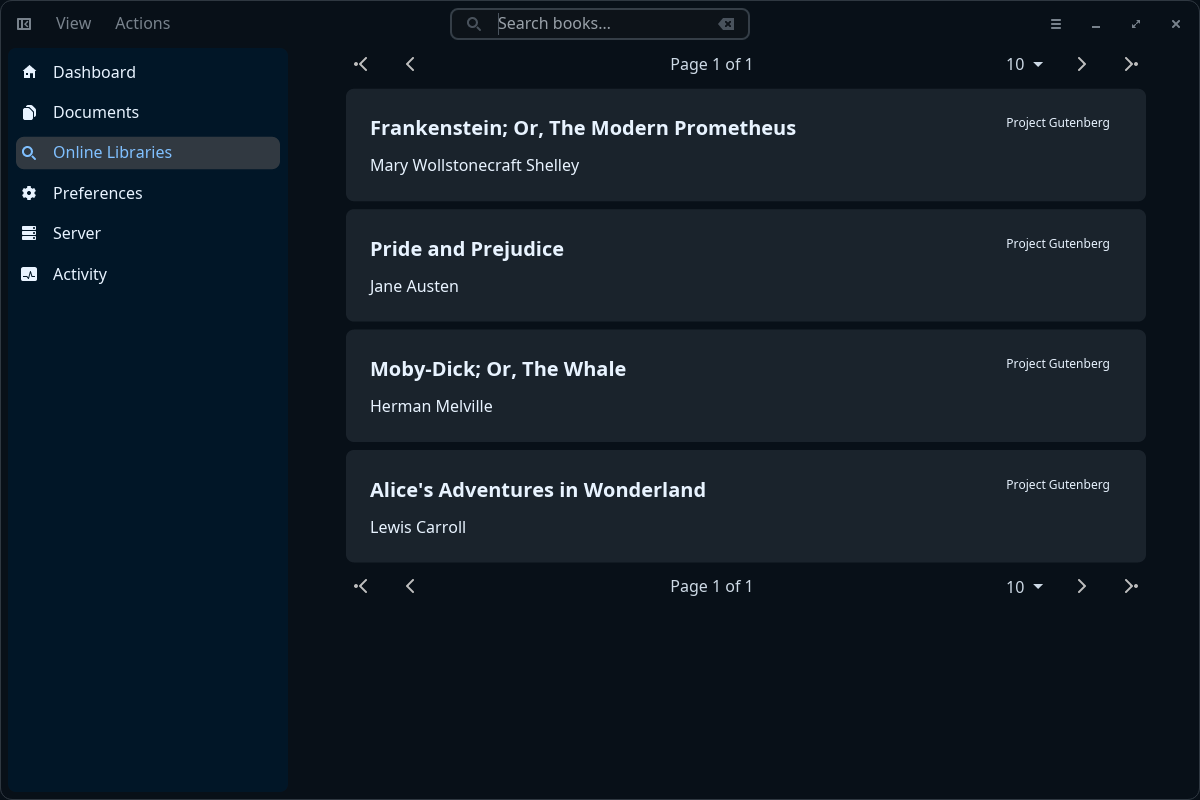 View Actions Search books...
Dashboard
Documents
Online Libraries
Preferences
Server
Activity
Page 1 of 1 10
Frankenstein; Or, The Modern Prometheus Project Gutenberg
Mary Wollstonecraft Shelley
Pride and Prejudice Project Gutenberg
Jane Austen
Moby-Dick; Or, The Whale Project Gutenberg
Herman Melville
Alice's Adventures in Wonderland Project Gutenberg
Lewis Carroll
Page 1 of 1 10